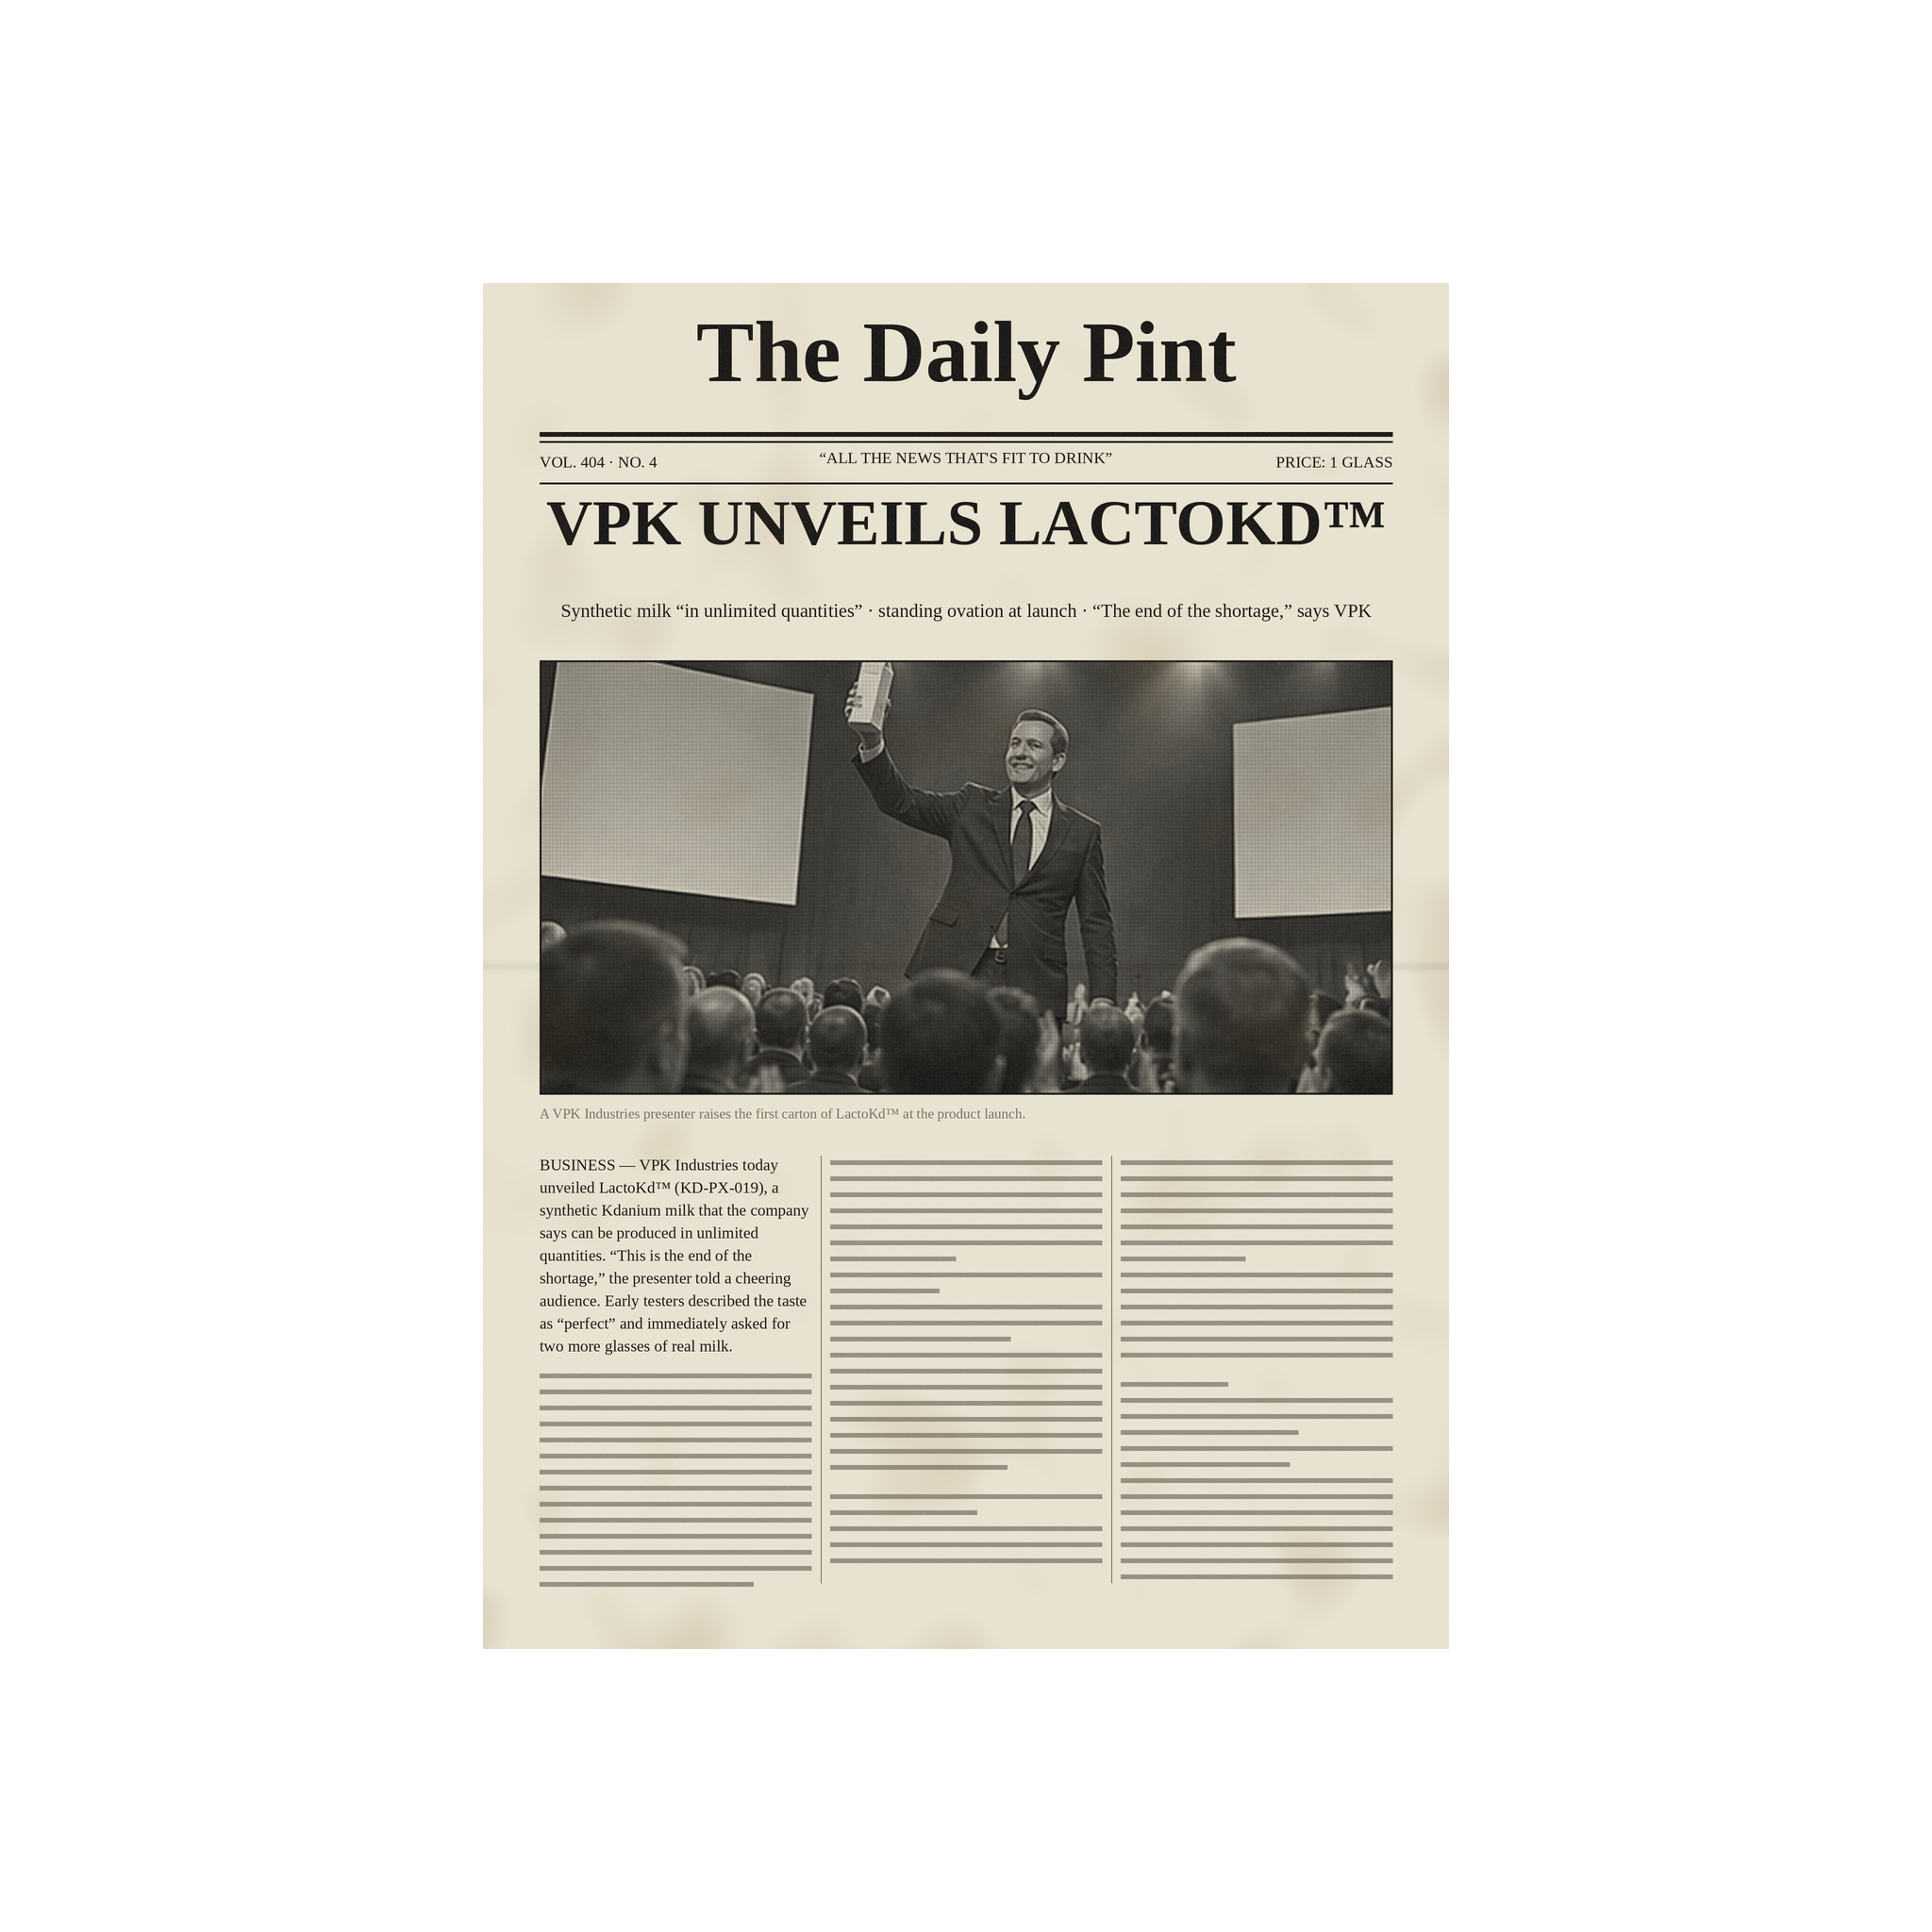 The Daily Pint
VOL. 404 · NO. 4
“ALL THE NEWS THAT'S FIT TO DRINK”
PRICE: 1 GLASS
VPK UNVEILS LACTOKD™
Synthetic milk “in unlimited quantities” · standing ovation at launch · “The end of the shortage,” says VPK
A VPK Industries presenter raises the first carton of LactoKd™ at the product launch.
BUSINESS — VPK Industries today
unveiled LactoKd™ (KD-PX-019), a
synthetic Kdanium milk that the company
says can be produced in unlimited
quantities. “This is the end of the
shortage,” the presenter told a cheering
audience. Early testers described the taste
as “perfect” and immediately asked for
two more glasses of real milk.